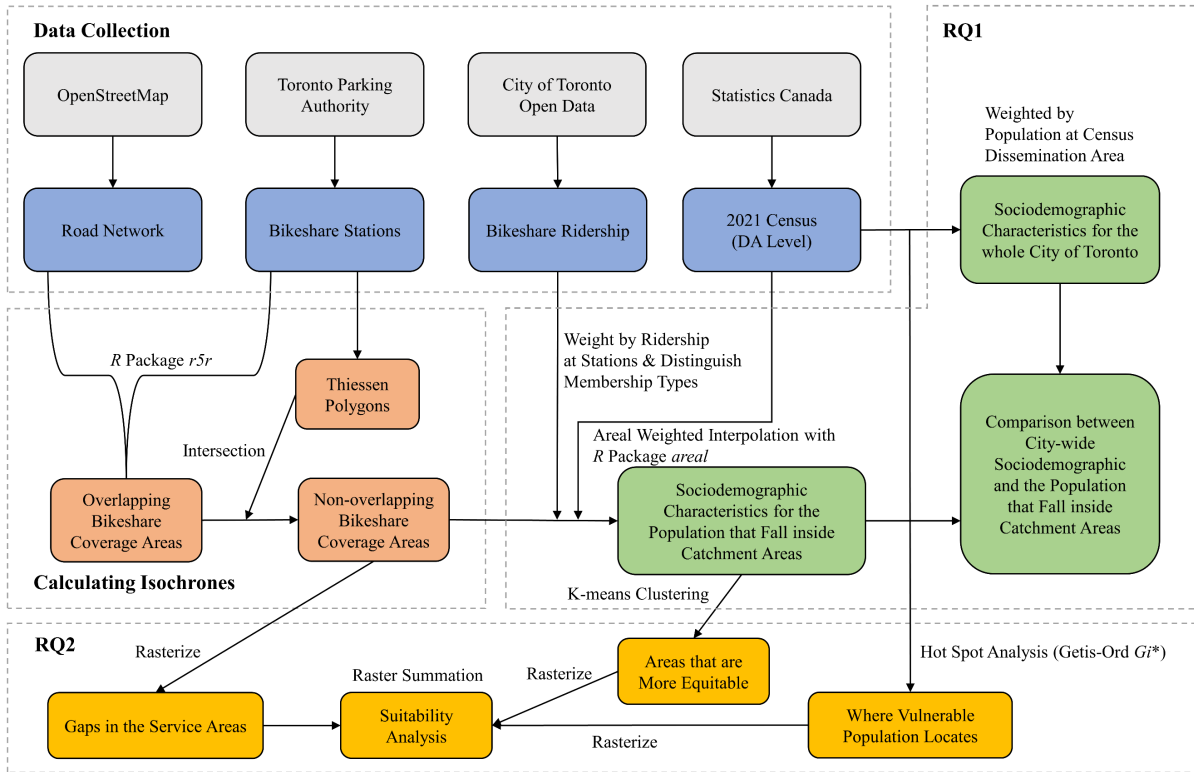 Data Collection
RQ1
OpenStreetMap
Toronto Parking
Authority
City of Toronto
Open Data
Statistics Canada
Weighted by
Population at Census
Dissemination Area
Road Network
Bikeshare Stations
Bikeshare Ridership
2021 Census
(DA Level)
Sociodemographic
Characteristics for the
whole City of Toronto
R Package r5r
Thiessen
Polygons
Weight by Ridership
at Stations & Distinguish
Membership Types
Intersection
Areal Weighted Interpolation with
R Package areal
Comparison between
City-wide
Sociodemographic
and the Population
that Fall inside
Catchment Areas
Overlapping
Bikeshare
Coverage Areas
Non-overlapping
Bikeshare
Coverage Areas
Sociodemographic
Characteristics for the
Population that Fall inside
Catchment Areas
Calculating Isochrones
K-means Clustering
RQ2
Rasterize
Hot Spot Analysis (Getis-Ord Gi*)
Raster Summation
Rasterize
Areas that are
More Equitable
Gaps in the Service Areas
Suitability
Analysis
Rasterize
Where Vulnerable
Population Locates